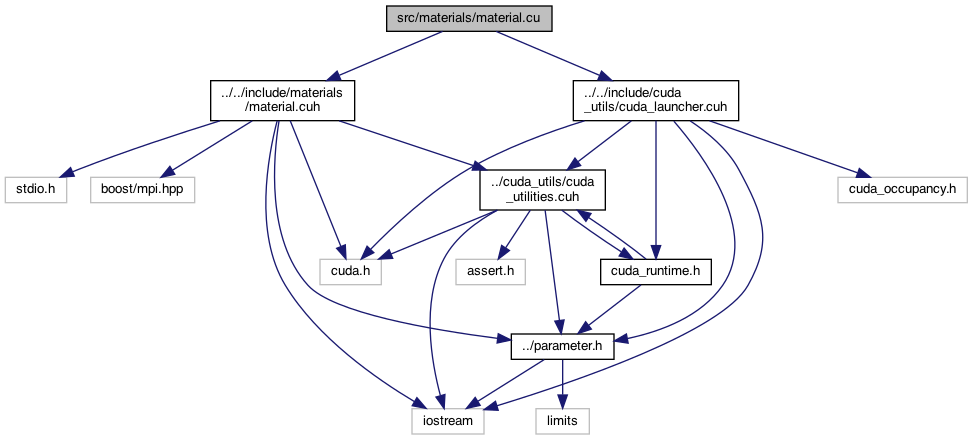 src/materials/material.cu
../../include/materials
/material.cuh
../../include/cuda
_utils/cuda_launcher.cuh
stdio.h
boost/mpi.hpp
../cuda_utils/cuda
_utilities.cuh
cuda_occupancy.h
cuda.h
assert.h
cuda_runtime.h
../parameter.h
iostream
limits